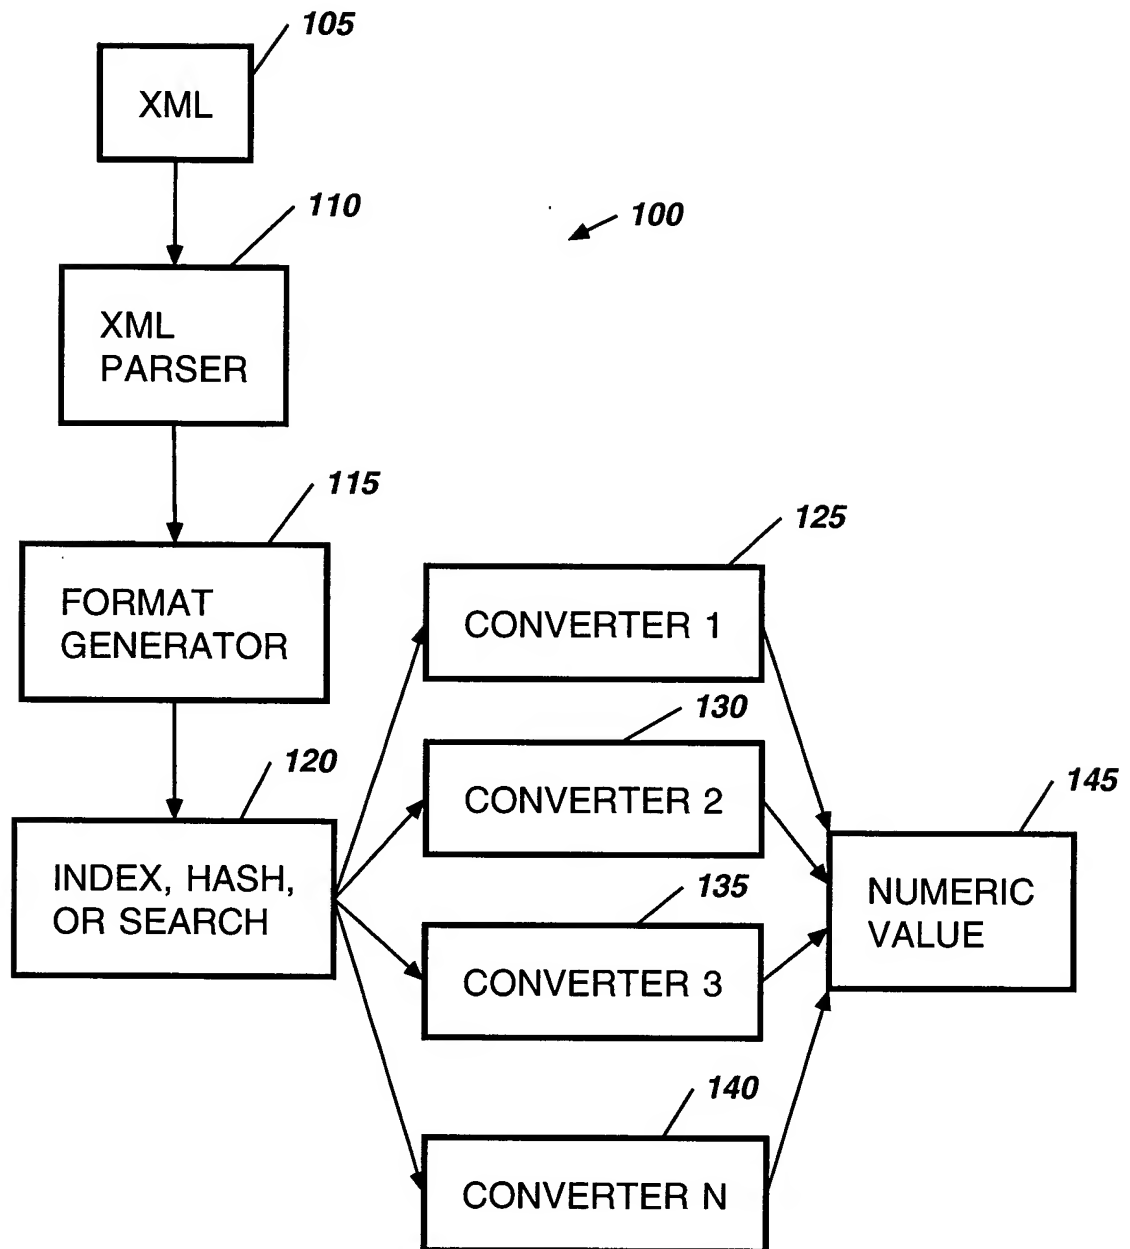 105
XML
110
100
XML
PARSER
115
125
FORMAT
GENERATOR
CONVERTER 1
130
120
145
CONVERTER 2
INDEX, HASH,
OR SEARCH
135
NUMERIC
VALUE
CONVERTER 3
140
CONVERTER N